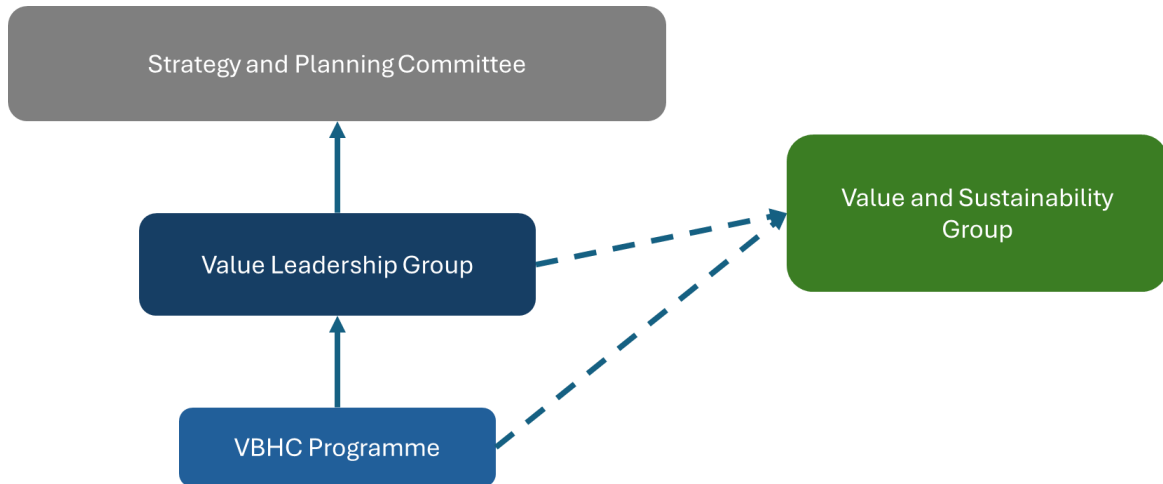 Strategy and Planning Committee
Value and Sustainability
Group
Value Leadership Group
VBHC Programme